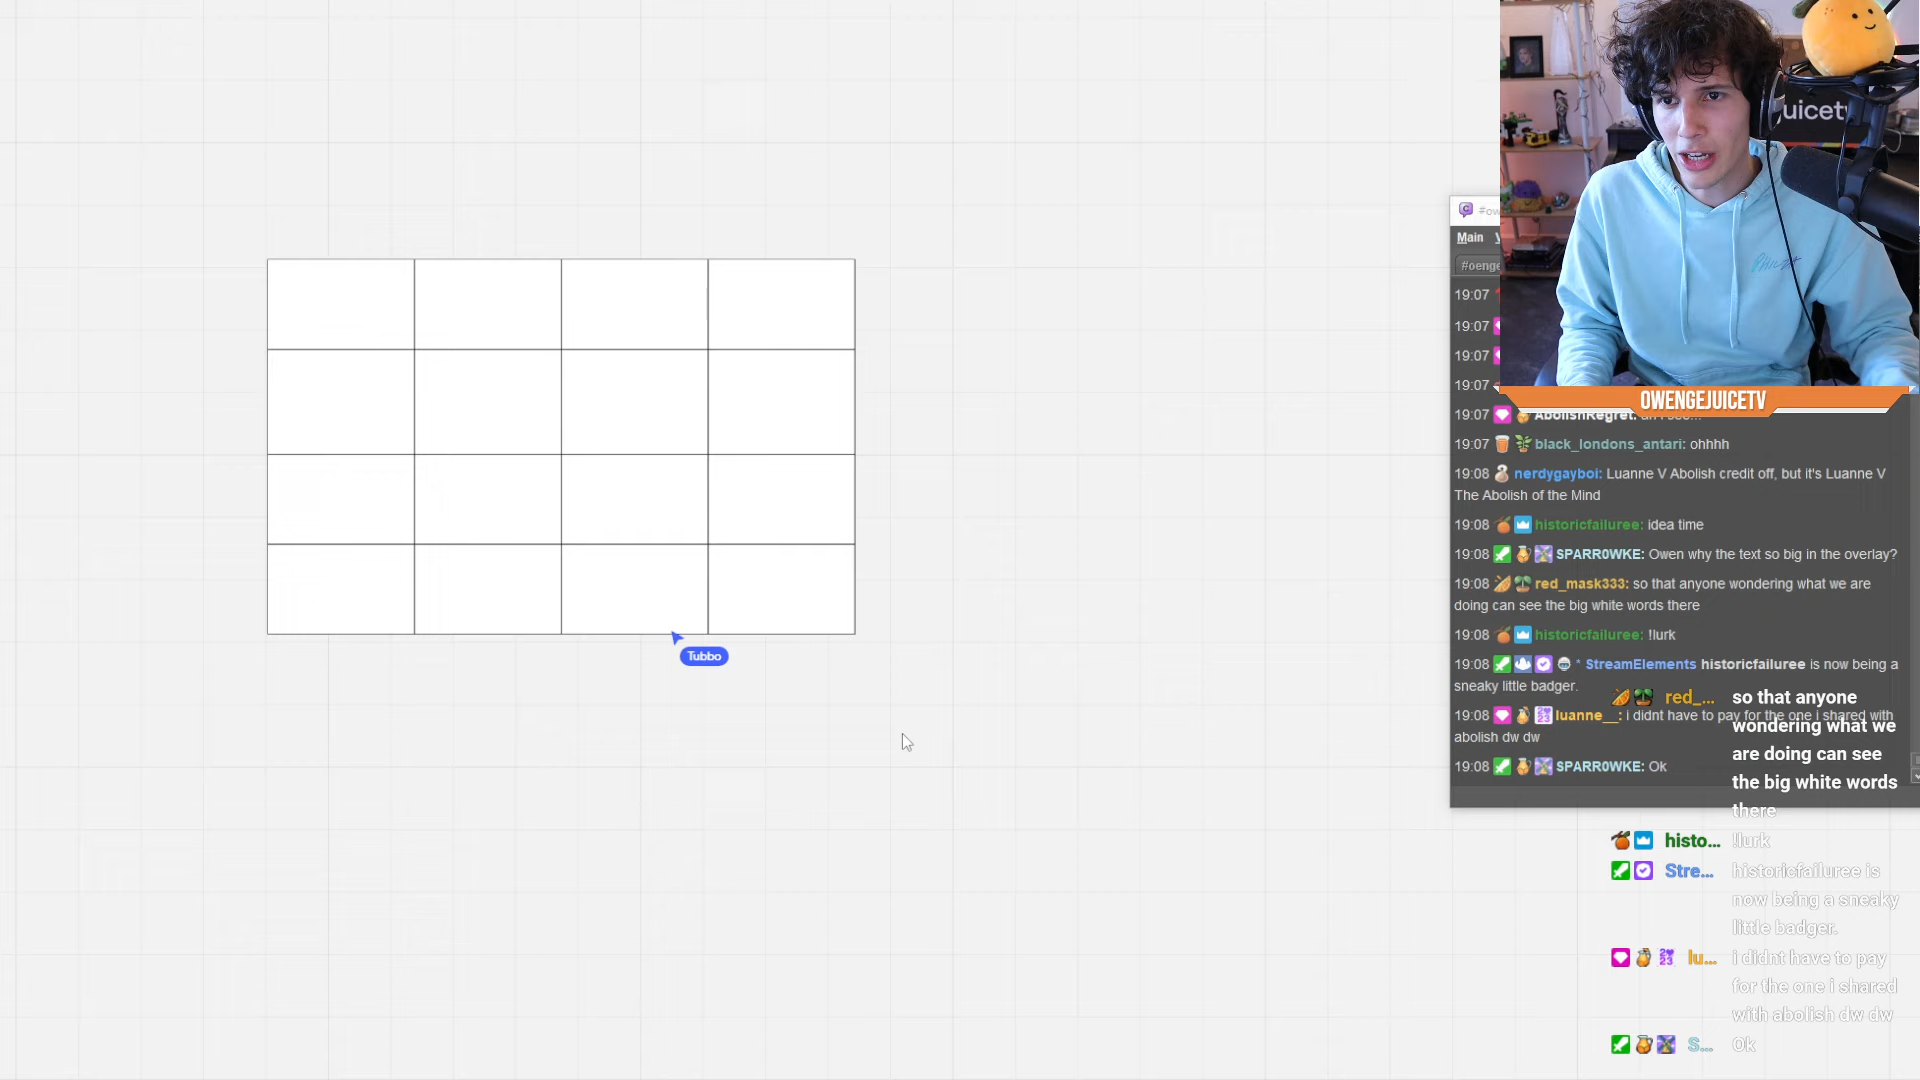 Tubbo
uicet
#ow
Main
#oenge
19:07
19:07
19:07
19:07
OWENGEJUICETV
19:07 AbolishRegret:
19:07 black_londons_antari: ohhhh
19:08 nerdygayboi: Luanne V Abolish credit off, but it's Luanne V
The Abolish of the Mind
19:08 historicfailuree: idea time
19:08 SPARR0WKE: Owen why the text so big in the overlay?
19:08 red_mask333: so that anyone wondering what we are
doing can see the big white words there
19:08 historicfailuree: !lurk
19:08 * StreamElements historicfailuree is now being a
sneaky little badger.
19:08 luanne__: i didnt have to pay for the one i shared with
abolish dw dw
19:08 SPARR0WKE: Ok
red_... so that anyone
wondering what we
are doing can see
the big white words
there
histo... !lurk
Stre... historicfailuree is
now being a sneaky
little badger.
lu... i didnt have to pay
for the one i shared
with abolish dw dw
S... Ok